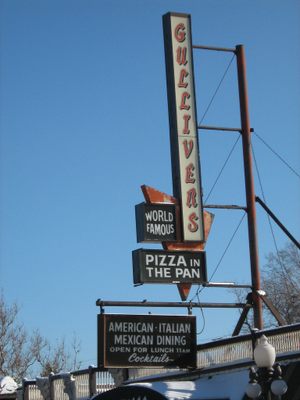 GULLIVERS
WORLD
FAMOUS
PIZZA IN
THE PAN
AMERICAN · ITALIAN
MEXICAN DINING
OPEN FOR LUNCH 11AM
Cocktails